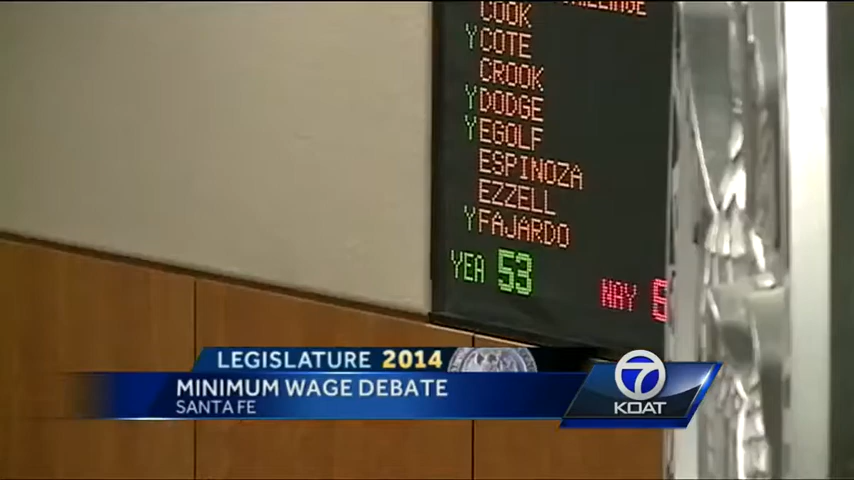 COOK
Y COTE
CROOK
Y DODGE
Y EGOLF
ESPINOZA
EZZELL
Y FAJARDO
YEA 53 NAY
LEGISLATURE 2014
MINIMUM WAGE DEBATE
SANTA FE
7
KOAT